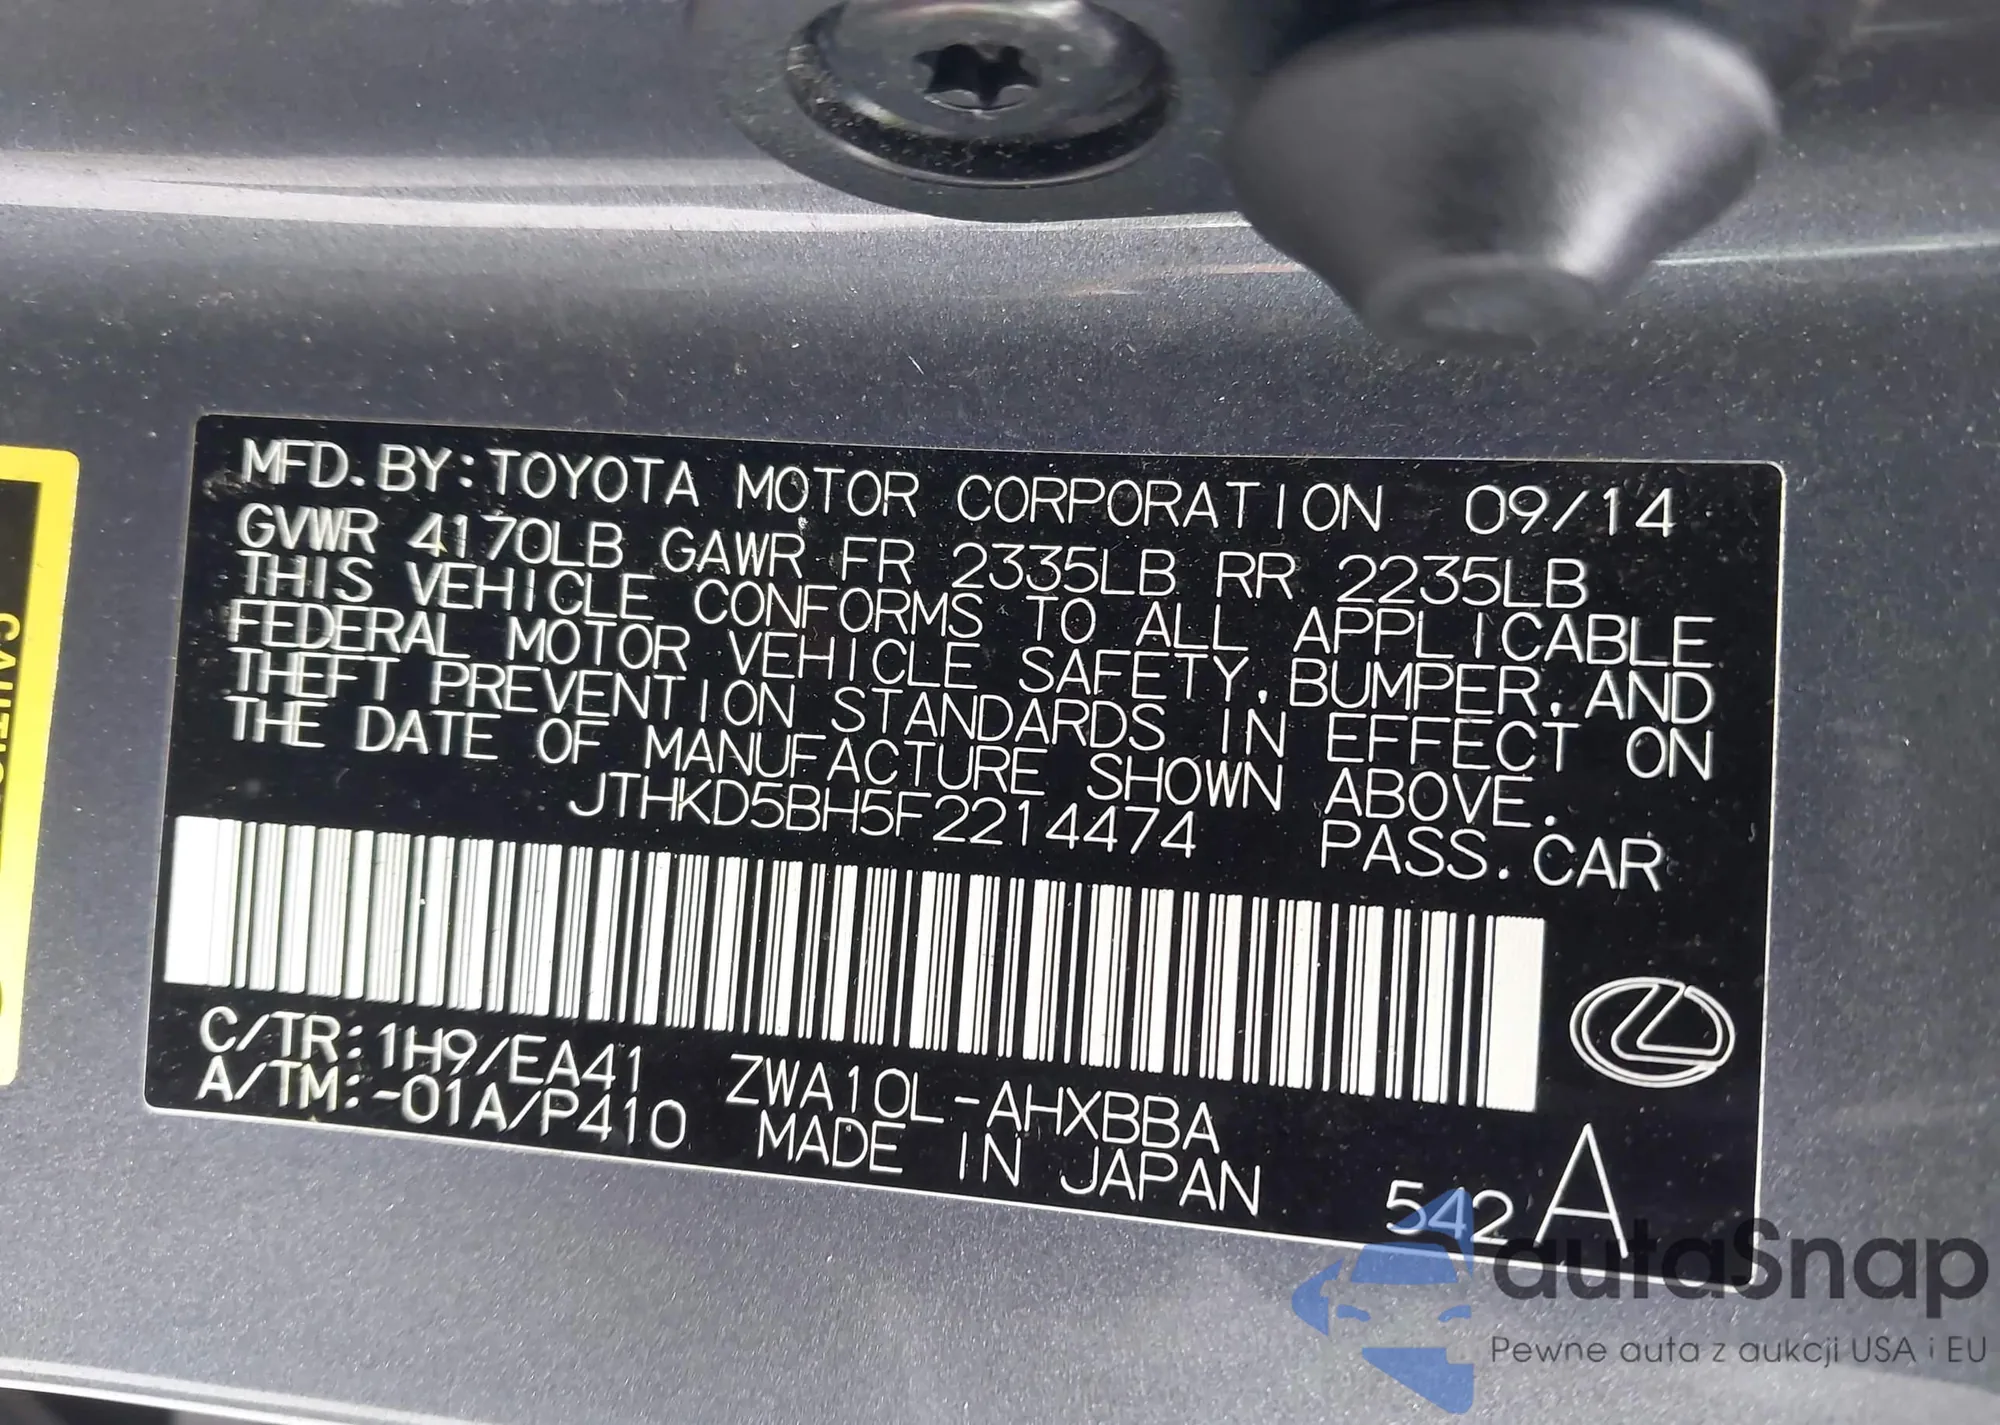 MFD. BY: TOYOTA MOTOR CORPORATION 09/14
GVWR 4170LB GAWR FR 2335LB RR 2235LB
THIS VEHICLE CONFORMS TO ALL APPLICABLE
FEDERAL MOTOR VEHICLE SAFETY, BUMPER, AND
THEFT PREVENTION STANDARDS IN EFFECT ON
THE DATE OF MANUFACTURE SHOWN ABOVE.
JTHKD5BH5F2214474 PASS. CAR
C/TR: 1H9/EA41 ZWA10L-AHXBBA
A/TM: -01A/P410 MADE IN JAPAN
542 A
autaSnap
Pewne auta z aukcji USA i EU